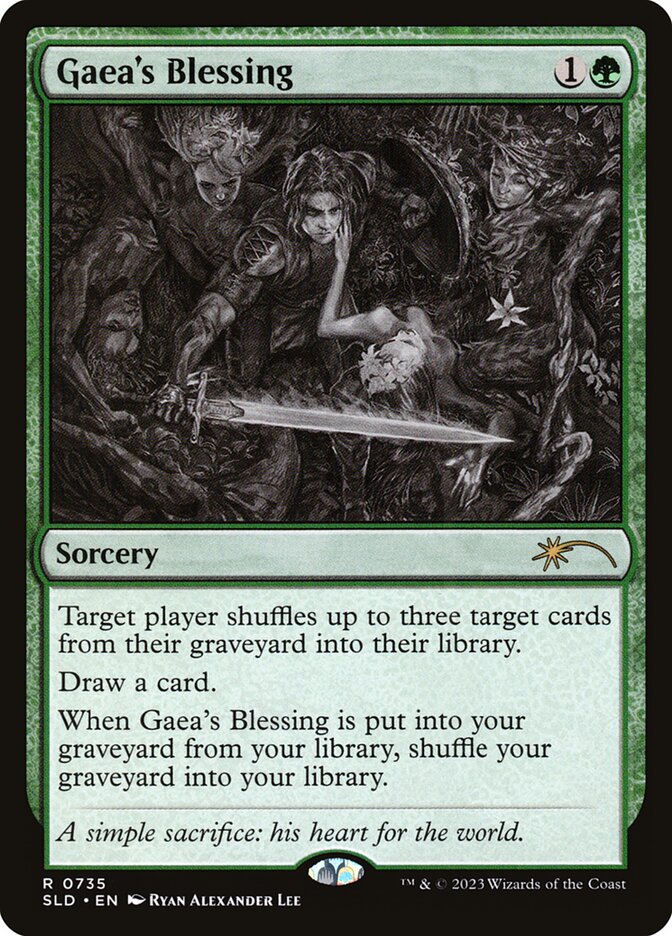 Gaea's Blessing 1
Sorcery
Target player shuffles up to three target cards
from their graveyard into their library.
Draw a card.
When Gaea's Blessing is put into your
graveyard from your library, shuffle your
graveyard into your library.
A simple sacrifice: his heart for the world.
R 0735
SLD • EN Ryan Alexander Lee
™ & © 2023 Wizards of the Coast